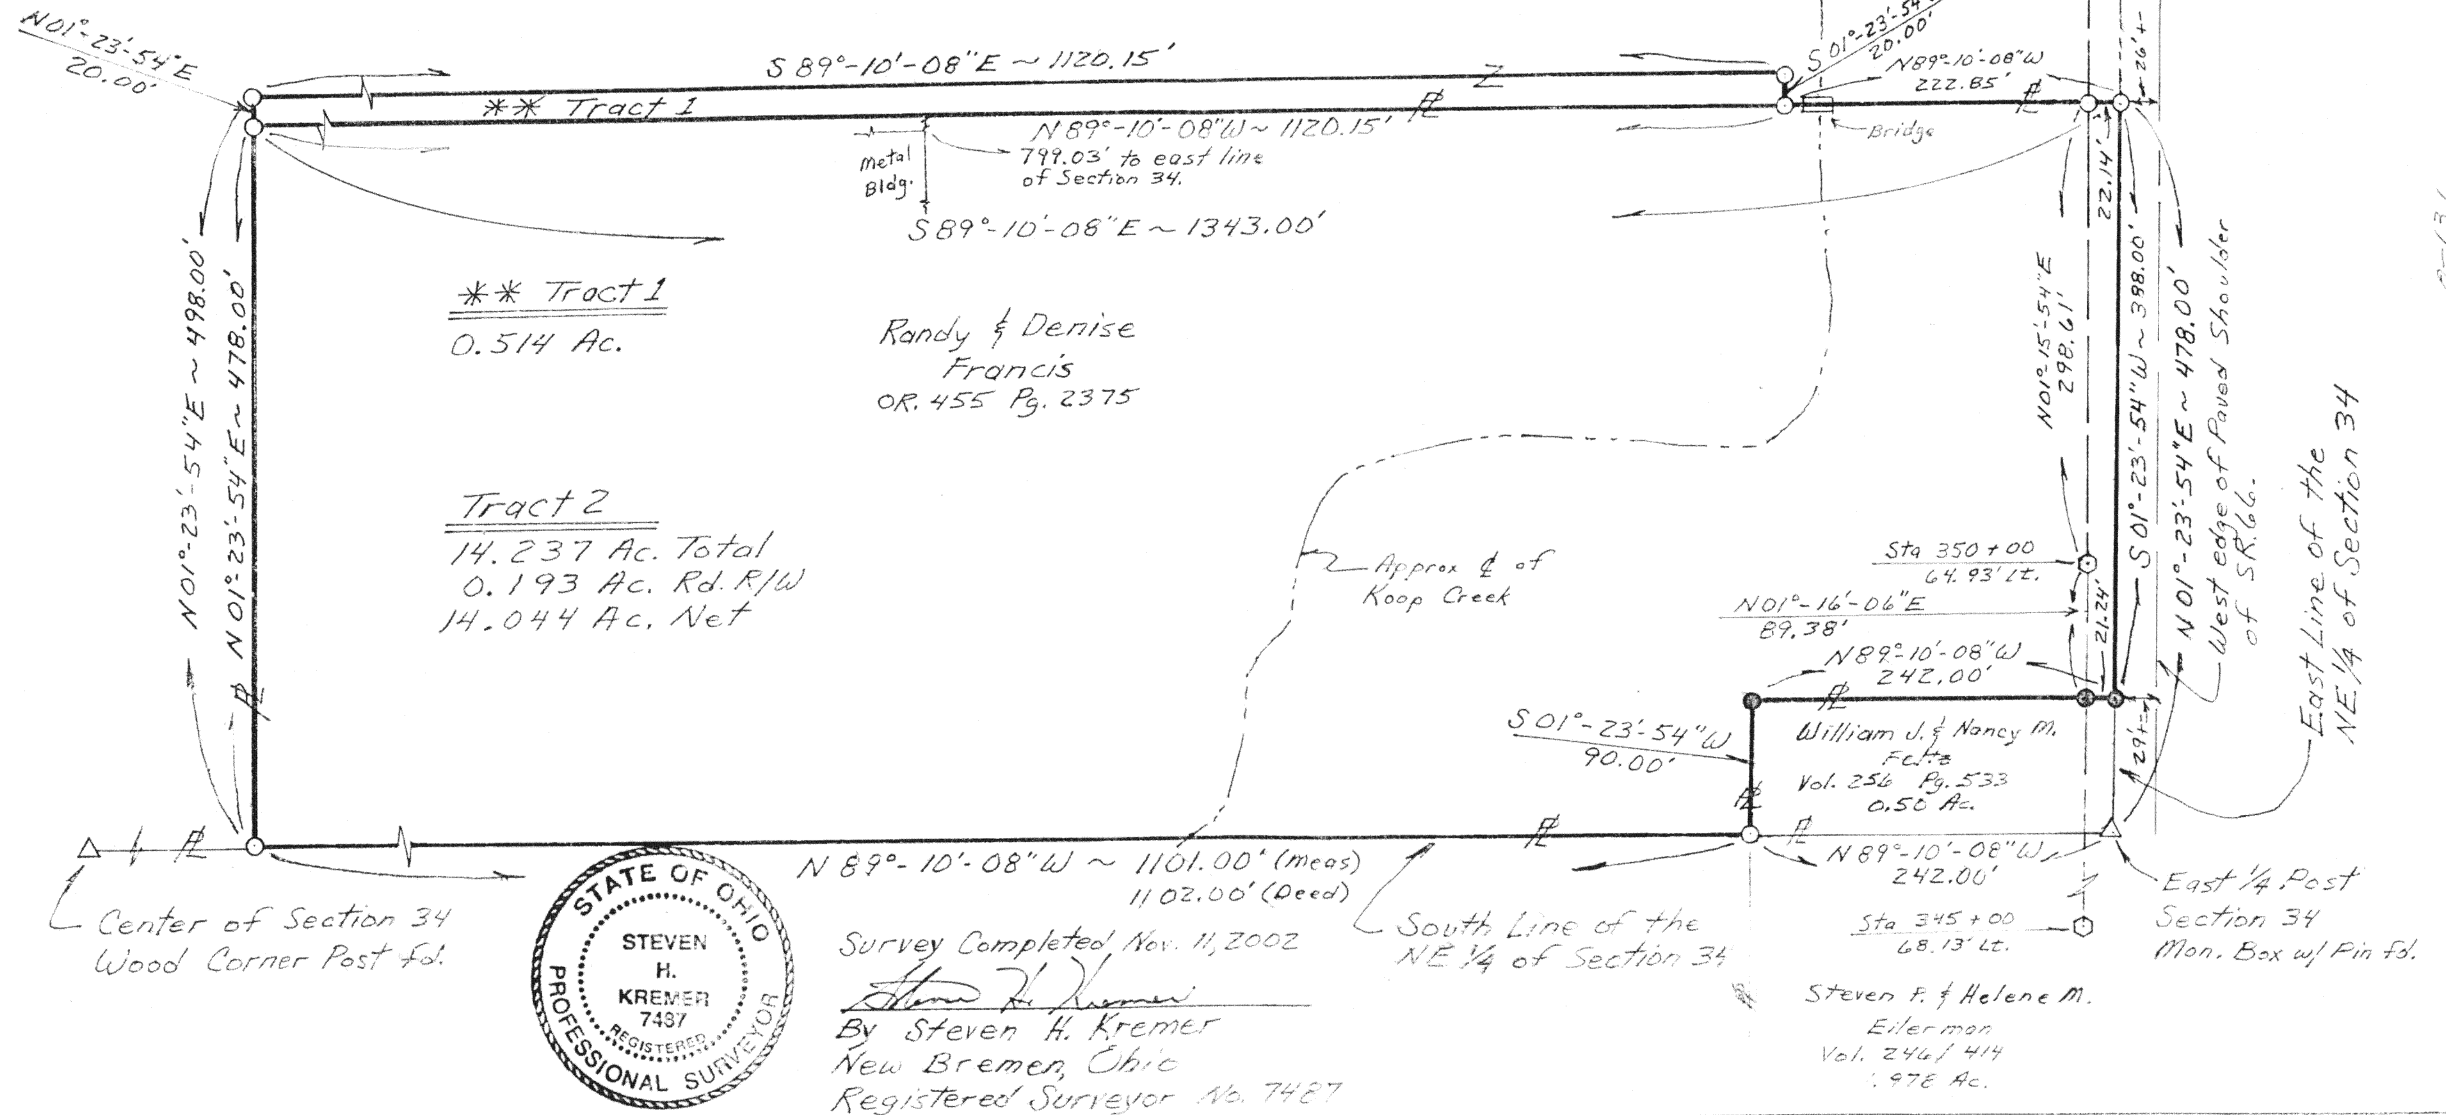 N01°-23'-54"E
20.00'
S 89°-10'-08"E ~ 1120.15'
S 01°-23'-54"
20.00'
N89°-10'-08"W
222.85'
26'+-
** Tract 1
N 89°-10'-08"W ~ 1120.15'
799.03' to east line
of Section 34.
Metal
Bldg.
Bridge
22.14'
S 89°-10'-08"E ~ 1343.00'
N01°-23'-54"E ~ 498.00'
N01°-23'-54"E ~ 478.00'
** Tract 1
0.514 Ac.
Randy & Denise
Francis
OR. 455 Pg. 2375
Tract 2
14.237 Ac. Total
0.193 Ac. Rd. R/W
14.044 Ac. Net
Approx ℄ of
Koop Creek
N01°-15'-54"E
298.61'
S 01°-23'-54"W ~ 388.00'
N 01°-23'-54"E ~ 478.00'
West edge of Paved Shoulder
of S.R.66.
East Line of the
NE ¼ of Section 34
Sta 350+00
64.93' Lt.
N01°-16'-06"E
89.38'
21.24'
N89°-10'-08"W
242.00'
S 01°-23'-54"W
90.00'
William J. & Nancy M.
Vol. 256 Pg. 533
0.50 Ac.
29'+-
N 89°-10'-08"W ~ 1101.00' (meas)
1102.00' (Deed)
N 89°-10'-08"W
242.00'
East ¼ Post
Section 34
Mon. Box w/ Pin fd.
Center of Section 34
Wood Corner Post fd.
South Line of the
NE ¼ of Section 34
Sta 345+00
68.13' Lt.
Steven P. & Helene M.
Eilerman
Vol. 246/ 414
.978 Ac.
STATE OF OHIO
STEVEN
H.
KREMER
7487
REGISTERED
PROFESSIONAL SURVEYOR
Survey Completed Nov. 11, 2002
Steven H. Kremer
By Steven H. Kremer
New Bremen, Ohio
Registered Surveyor No. 7487